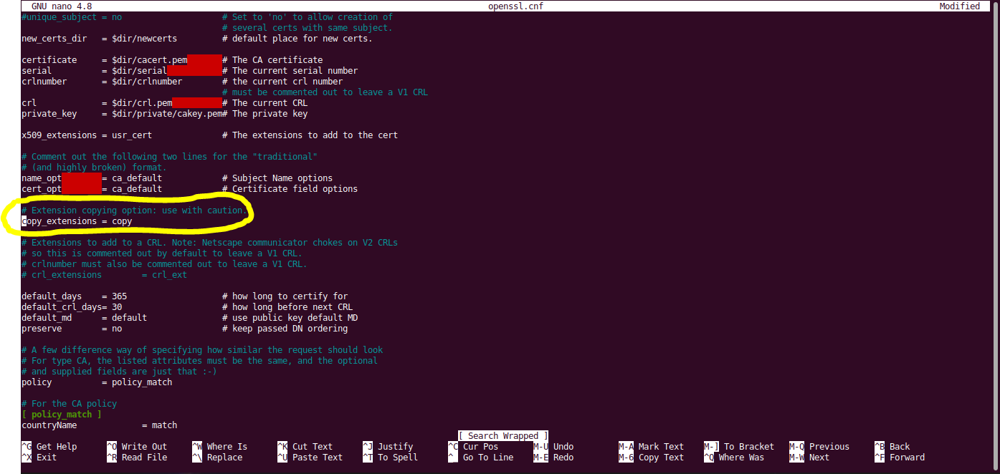 GNU nano 4.8 openssl.cnf Modified
#unique_subject = no # Set to 'no' to allow creation of
# several certs with same subject.
new_certs_dir = $dir/newcerts # default place for new certs.
certificate = $dir/cacert.pem # The CA certificate
serial = $dir/serial # The current serial number
crlnumber = $dir/crlnumber # the current crl number
# must be commented out to leave a V1 CRL
crl = $dir/crl.pem # The current CRL
private_key = $dir/private/cakey.pem# The private key
x509_extensions = usr_cert # The extensions to add to the cert
# Comment out the following two lines for the "traditional"
# (and highly broken) format.
name_opt = ca_default # Subject Name options
cert_opt = ca_default # Certificate field options
# Extension copying option: use with caution.
copy_extensions = copy
# Extensions to add to a CRL. Note: Netscape communicator chokes on V2 CRLs
# so this is commented out by default to leave a V1 CRL.
# crlnumber must also be commented out to leave a V1 CRL.
# crl_extensions = crl_ext
default_days = 365 # how long to certify for
default_crl_days= 30 # how long before next CRL
default_md = default # use public key default MD
preserve = no # keep passed DN ordering
# A few difference way of specifying how similar the request should look
# For type CA, the listed attributes must be the same, and the optional
# and supplied fields are just that :-)
policy = policy_match
# For the CA policy
[ policy_match ]
countryName = match
[ Search Wrapped ]
^G Get Help ^O Write Out ^W Where Is ^K Cut Text ^J Justify ^C Cur Pos M-U Undo M-A Mark Text M-] To Bracket M-Q Previous ^B Back
^X Exit ^R Read File ^\ Replace ^U Paste Text ^T To Spell ^_ Go To Line M-E Redo M-6 Copy Text ^Q Where Was M-W Next ^F Forward